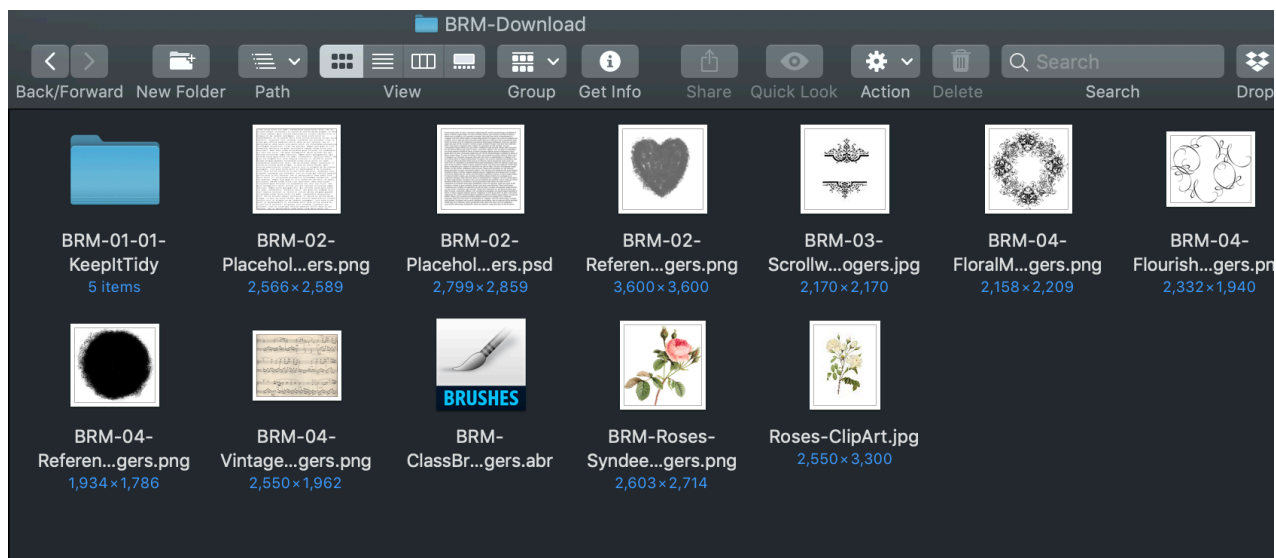 BRM-Download
Search
Back/Forward New Folder Path View Group Get Info Share Quick Look Action Delete Search Drop
BRM-01-01-
KeepItTidy
5 items
BRM-02-
Placehol...ers.png
2,566×2,589
BRM-02-
Placehol...ers.psd
2,799×2,859
BRM-02-
Referen...gers.png
3,600×3,600
BRM-03-
Scrollw...ogers.jpg
2,170×2,170
BRM-04-
FloralM...gers.png
2,158×2,209
BRM-04-
Flourish...gers.pn
2,332×1,940
BRM-04-
Referen...gers.png
1,934×1,786
BRM-04-
Vintage...gers.png
2,550×1,962
BRUSHES
BRM-
ClassBr...gers.abr
BRM-Roses-
Syndee...gers.png
2,603×2,714
Roses-ClipArt.jpg
2,550×3,300